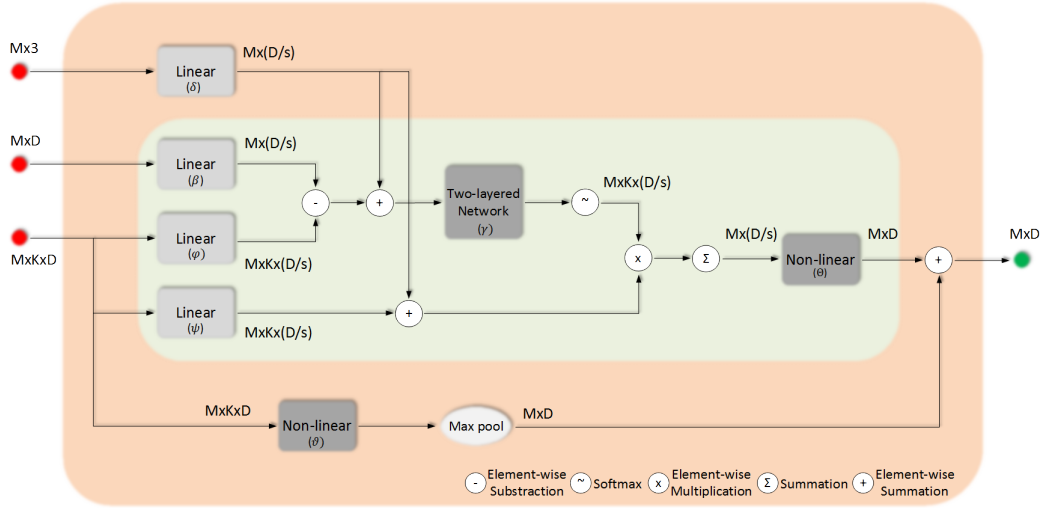 Mx3
Mx(D/s)
Linear
(δ)
MxD
Mx(D/s)
Linear
(β)
Two-layered
Network
(γ)
MxKx(D/s)
-
+
~
MxKxD
Linear
(φ)
MxKx(D/s)
x
Σ
Mx(D/s)
Non-linear
(Θ)
MxD
+
MxD
Linear
(ψ)
MxKx(D/s)
+
MxKxD
Non-linear
(ϑ)
Max pool
MxD
- Element-wise
Substraction
~ Softmax
x Element-wise
Multiplication
Σ Summation
+ Element-wise
Summation